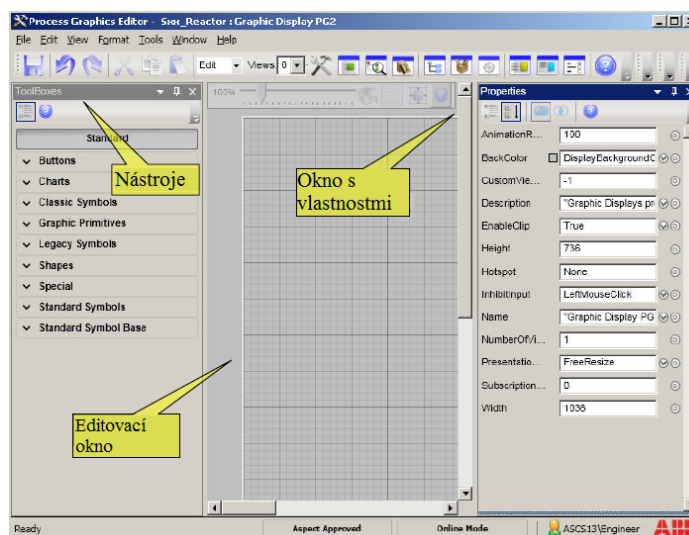 Process Graphics Editor - Sxx_Reactor : Graphic Display PG2
File Edit View Format Tools Window Help
Edit Views 0
ToolBoxes
Standard
Buttons
Charts
Classic Symbols
Graphic Primitives
Legacy Symbols
Shapes
Special
Standard Symbols
Standard Symbol Base
Nástroje
100%
Okno s
vlastnostmi
Editovací
okno
Properties
AnimationR... 100
BackColor DisplayBackgroundC
CustomVie... -1
Description "Graphic Displays pr
EnableClip True
Height 736
Hotspot None
InhibitInput LeftMouseClick
Name "Graphic Display PG
NumberOfVi... 1
Presentatio... FreeResize
Subscription... 0
Width 1036
Ready Aspect Approved Online Mode ASCS13\Engineer ABB